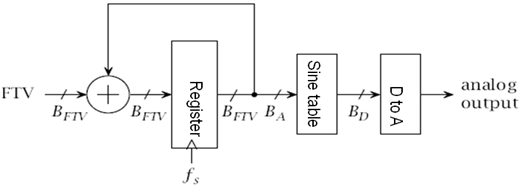 FTV
B_FTV
+
B_FTV
Register
f_s
B_FTV
B_A
Sine table
B_D
D to A
analog
output